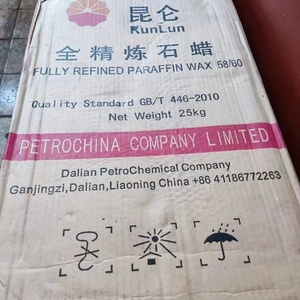 昆仑
KunLun
全精炼石蜡
FULLY REFINED PARAFFIN WAX 58/60
Quality Standard GB/T 446-2010
Net Weight 25kg
PETROCHINA COMPANY LIMITED
Dalian PetroChemical Company
Ganjingzi,Dalian,Liaoning China +86 41186772263